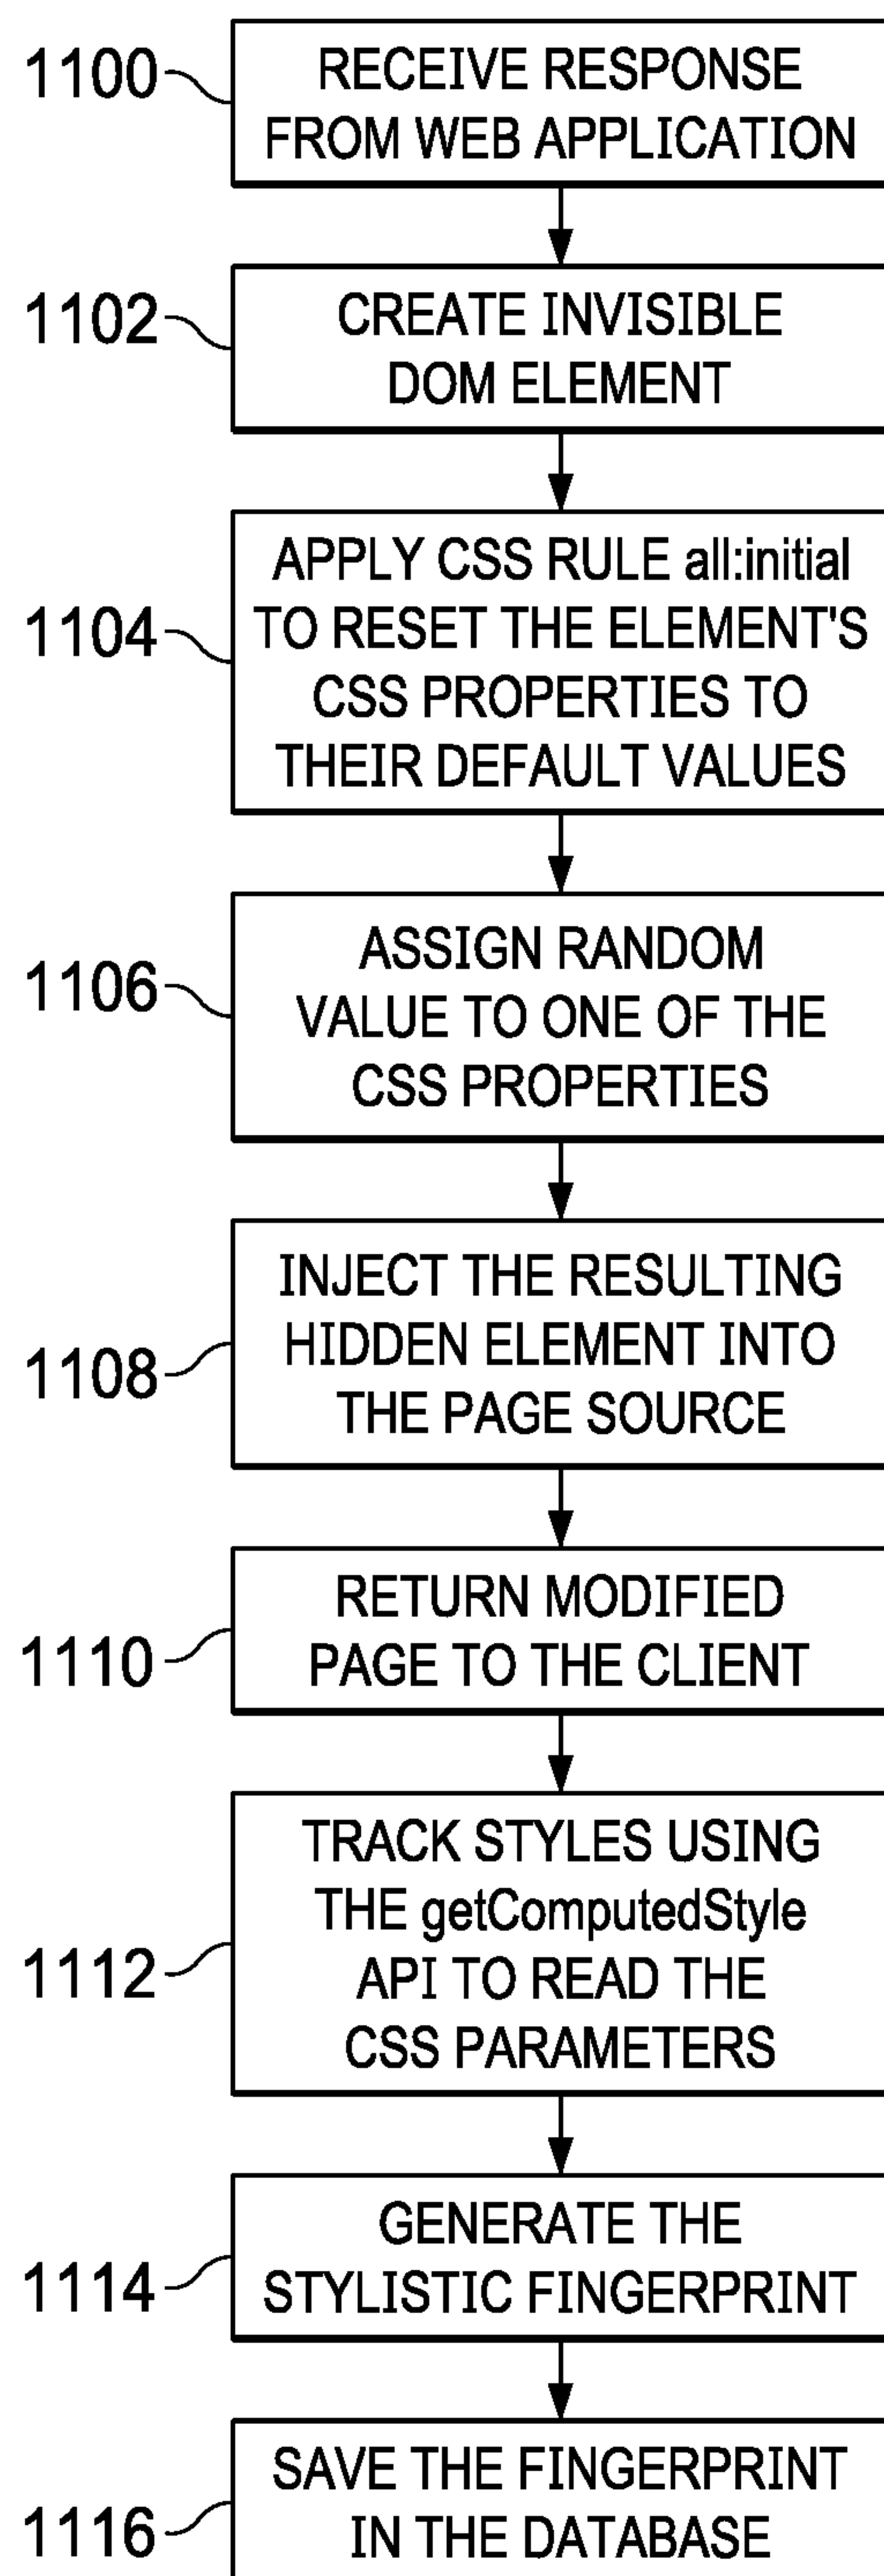 1100
RECEIVE RESPONSE
FROM WEB APPLICATION
1102
CREATE INVISIBLE
DOM ELEMENT
1104
APPLY CSS RULE all:initial
TO RESET THE ELEMENT'S
CSS PROPERTIES TO
THEIR DEFAULT VALUES
1106
ASSIGN RANDOM
VALUE TO ONE OF THE
CSS PROPERTIES
1108
INJECT THE RESULTING
HIDDEN ELEMENT INTO
THE PAGE SOURCE
1110
RETURN MODIFIED
PAGE TO THE CLIENT
1112
TRACK STYLES USING
THE getComputedStyle
API TO READ THE
CSS PARAMETERS
1114
GENERATE THE
STYLISTIC FINGERPRINT
1116
SAVE THE FINGERPRINT
IN THE DATABASE